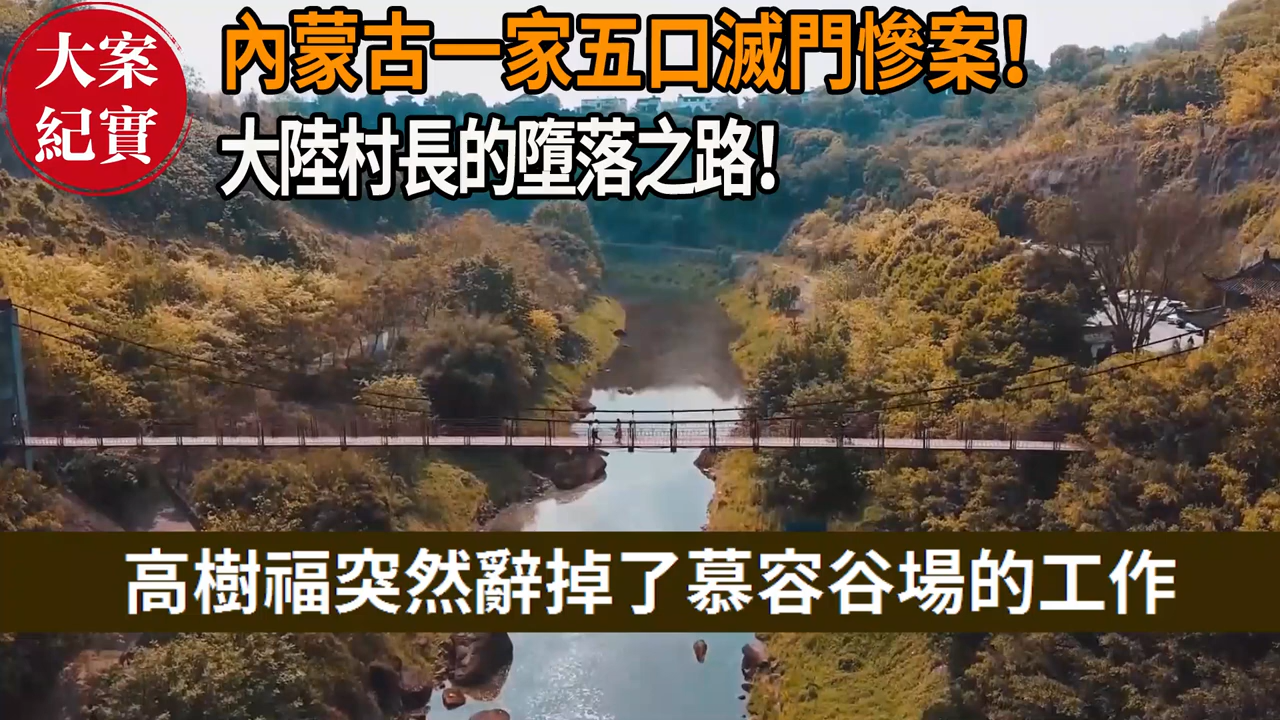 大案
紀實
內蒙古一家五口滅門慘案!
大陸村長的墮落之路!
高樹福突然辭掉了慕容谷場的工作